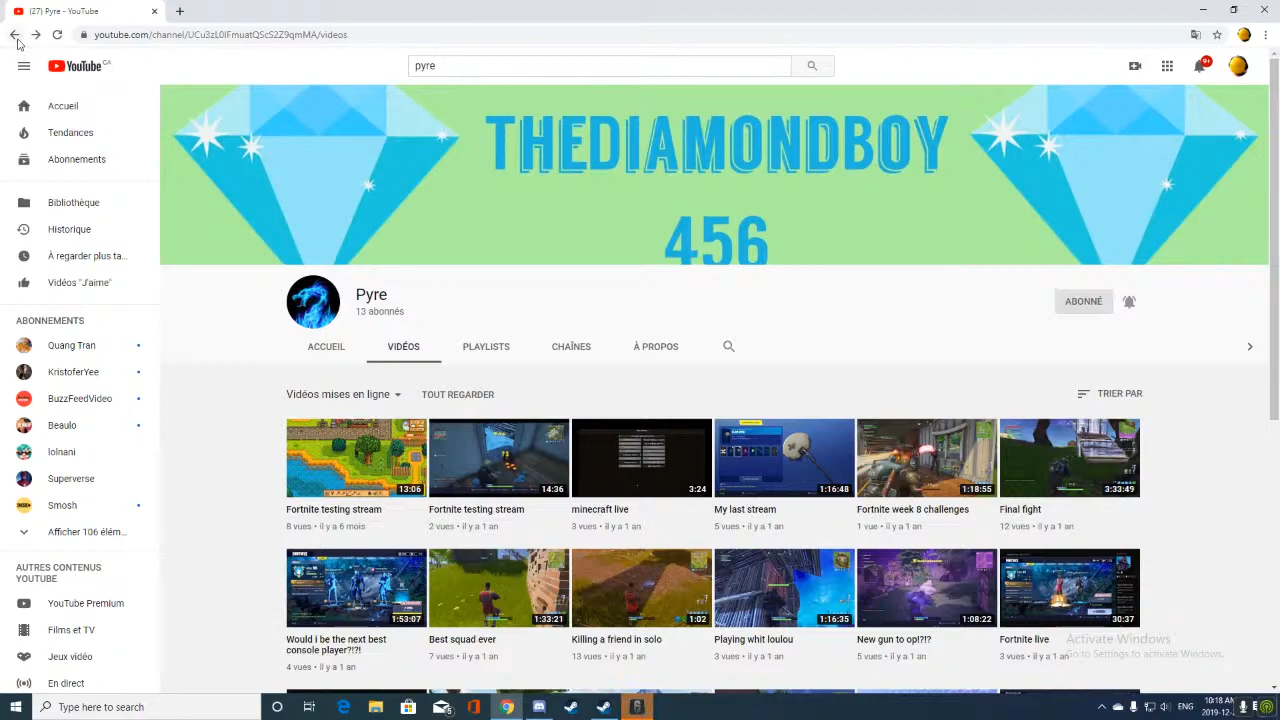 (27) Pyre - YouTube
youtube.com/channel/UCu3zL0IFmuatQScS2Z9qmMA/videos
YouTube CA
pyre
9+
Accueil
Tendances
Abonnements
Bibliothèque
Historique
À regarder plus ta...
Vidéos "J'aime"
ABONNEMENTS
Quang Tran
KristoferYee
BuzzFeedVideo
Beaulo
Iolnani
Superverse
Smosh
Afficher 106 élém...
AUTRES CONTENUS
YOUTUBE
YouTube Premium
Films et TV
Jeux vidéo
En direct
THEDIAMONDBOY
456
Pyre
13 abonnés
ABONNÉ
ACCUEIL VIDÉOS PLAYLISTS CHAÎNES À PROPOS
Vidéos mises en ligne TOUT REGARDER TRIER PAR
13:06 14:36 3:24 1:16:48 1:18:55 3:33:49
Fortnite testing stream Fortnite testing stream minecraft live My last stream Fortnite week 8 challenges Final fight
8 vues • il y a 6 mois 2 vues • il y a 1 an 3 vues • il y a 1 an 5 vues • il y a 1 an 1 vue • il y a 1 an 12 vues • il y a 1 an
1:53:07 1:33:21 1:02 1:16:35 1:08:22 30:37
Would i be the next best Best squad ever Killing a friend in solo Playing whit loulou New gun to op!?!? Fortnite live
console player?!?!
7 vues • il y a 1 an 13 vues • il y a 1 an 3 vues • il y a 1 an 5 vues • il y a 1 an 3 vues • il y a 1 an
4 vues • il y a 1 an
Activate Windows
Go to Settings to activate Windows.
Type here to search
5
ENG
10:18 AM
2019-12-